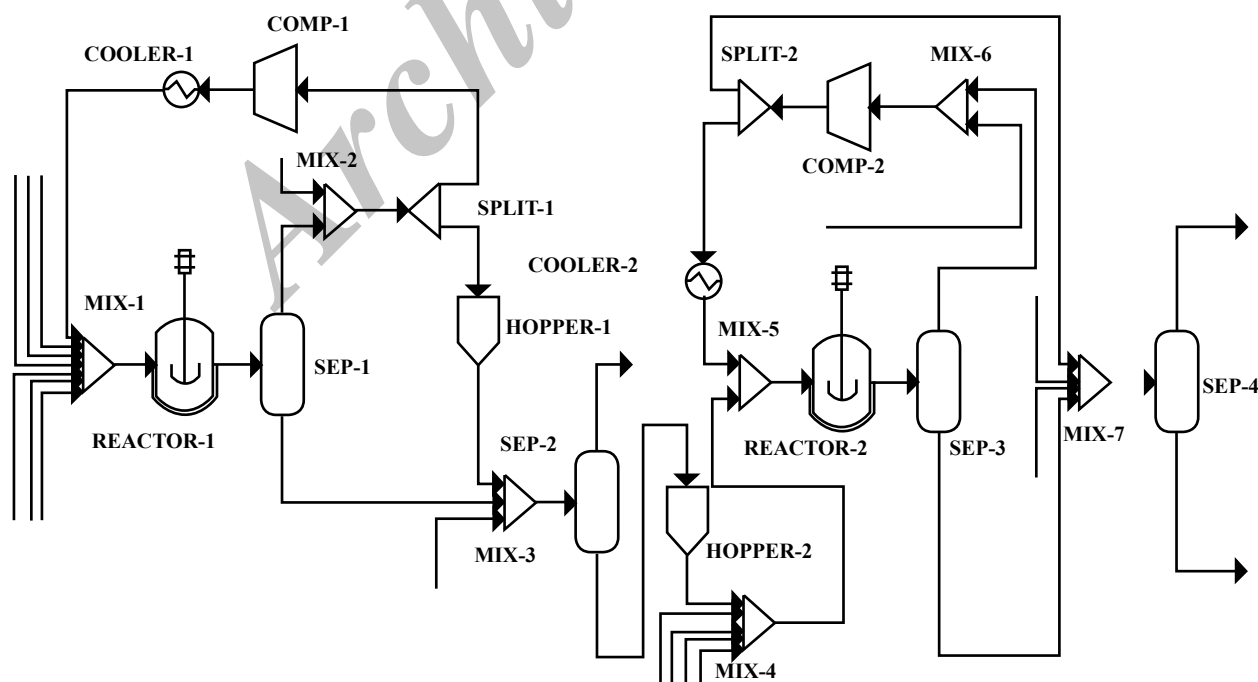 COMP-1
COOLER-1
SPLIT-2
MIX-6
COMP-2
MIX-2
SPLIT-1
COOLER-2
MIX-1
HOPPER-1
MIX-5
SEP-1
SEP-4
REACTOR-1
SEP-2
REACTOR-2
SEP-3
MIX-7
MIX-3
HOPPER-2
MIX-4